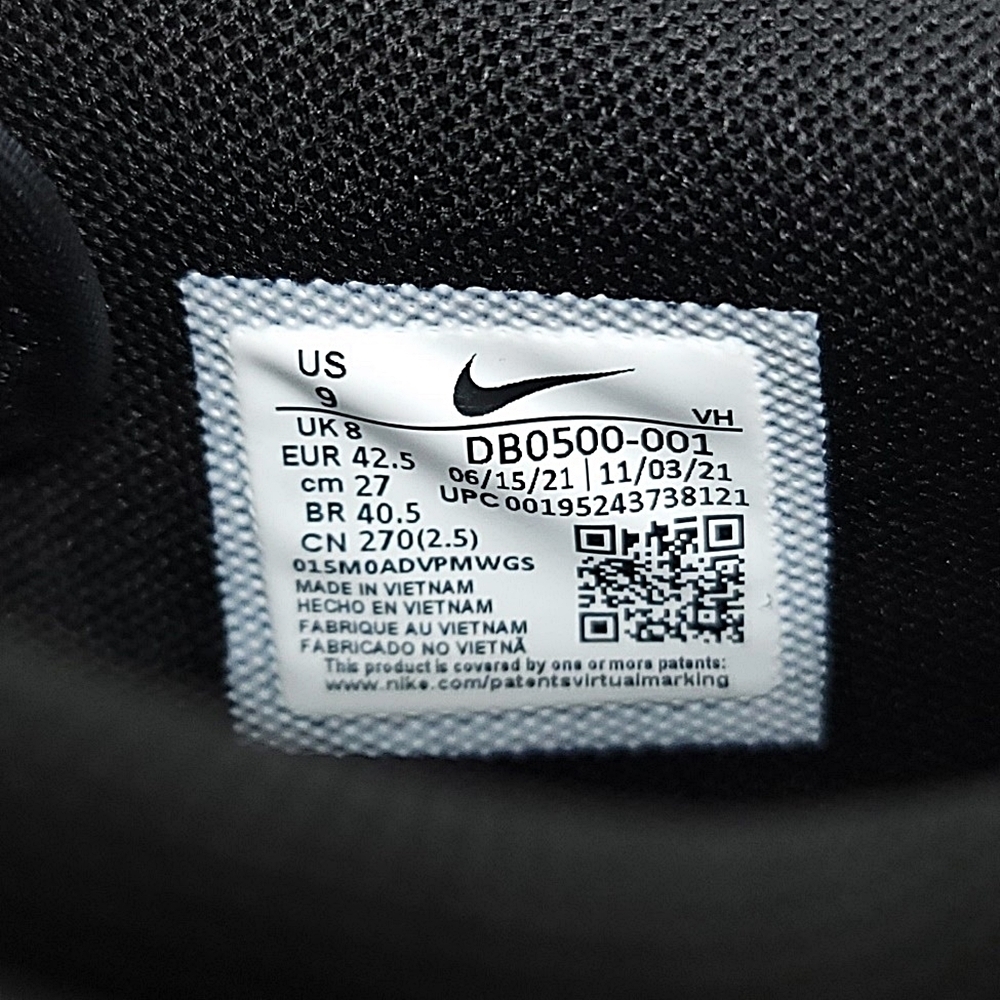 US
9
VH
UK 8
DB0500-001
EUR 42.5
06/15/21 | 11/03/21
cm 27
UPC 00195243738121
BR 40.5
CN 270(2.5)
01SM0ADVPMWGS
MADE IN VIETNAM
HECHO EN VIETNAM
FABRIQUE AU VIETNAM
FABRICADO NO VIETNÃ
This product is covered by one or more patents:
www.nike.com/patentsvirtualmarking